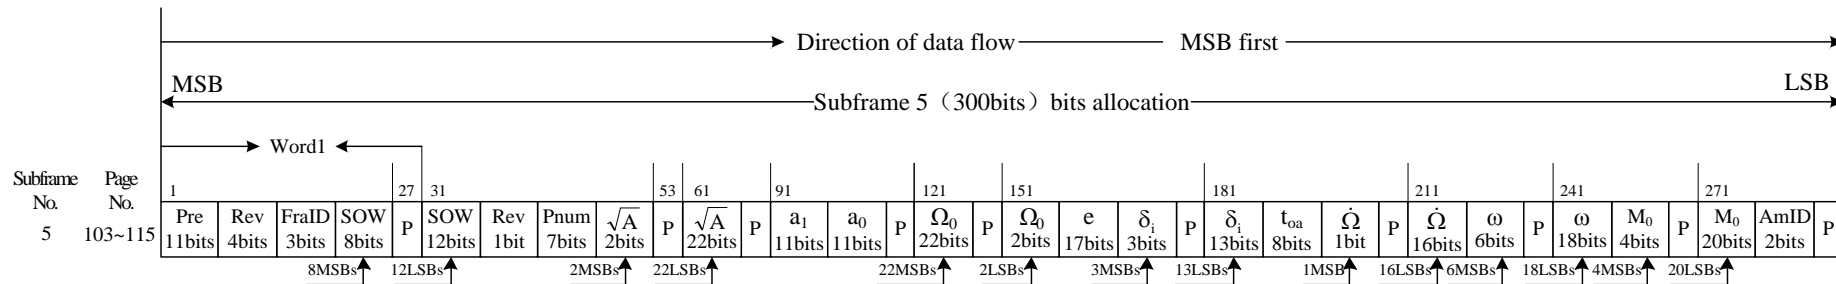 Direction of data flow MSB first
MSB LSB
Subframe 5（300bits）bits allocation
Word1
Subframe No. Page No. 1 27 31 53 61 91 121 151 181 211 241 271
5 103~115
Pre 11bits
Rev 4bits
FraID 3bits
SOW 8bits
P
SOW 12bits
Rev 1bit
Pnum 7bits
√A 2bits
P
√A 22bits
P
a₁ 11bits
a₀ 11bits
P
Ω₀ 22bits
P
Ω₀ 2bits
e 17bits
δᵢ 3bits
P
δᵢ 13bits
tₒₐ 8bits
Ω̇ 1bit
P
Ω̇ 16bits
ω 6bits
P
ω 18bits
M₀ 4bits
P
M₀ 20bits
AmID 2bits
P
8MSBs 12LSBs 2MSBs 22LSBs 22MSBs 2LSBs 3MSBs 13LSBs 1MSB 16LSBs 6MSBs 18LSBs 4MSBs 20LSBs